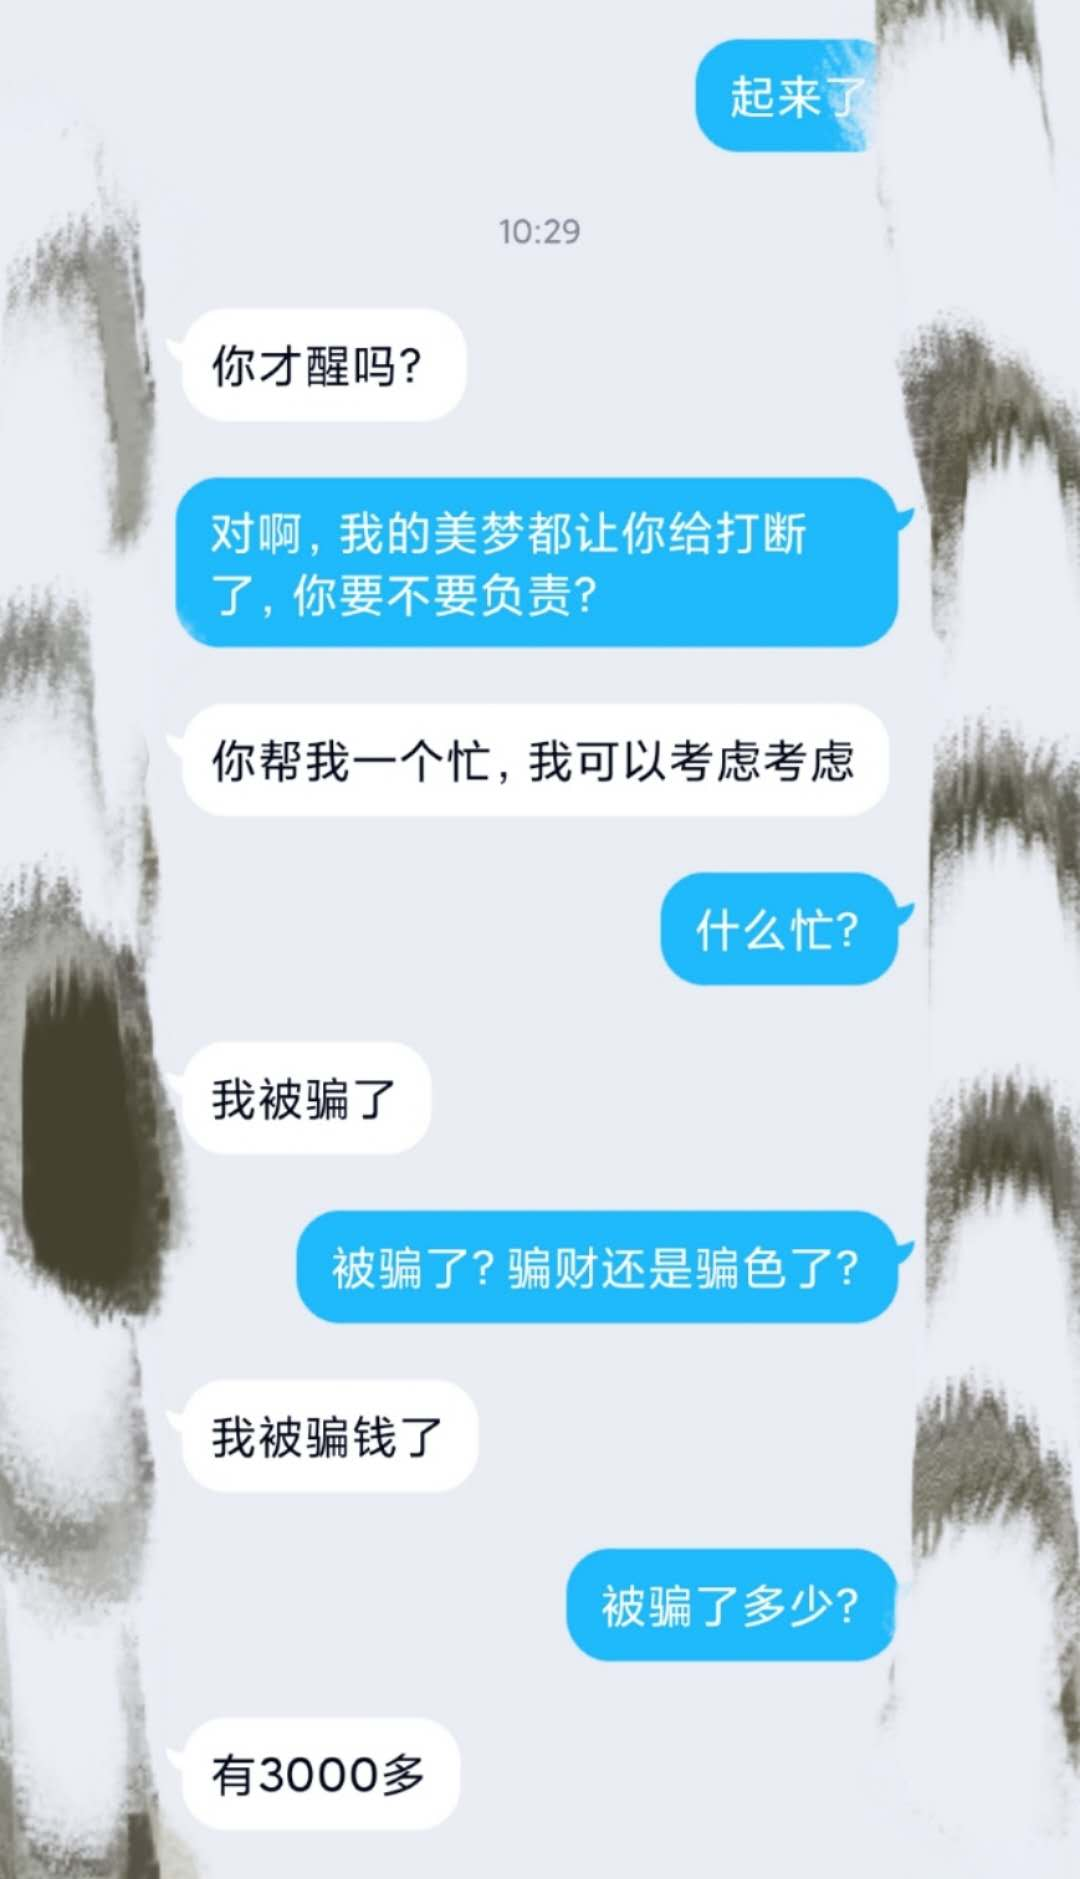 起来了
10:29
你才醒吗?
对啊,我的美梦都让你给打断
了,你要不要负责?
你帮我一个忙,我可以考虑考虑
什么忙?
我被骗了
被骗了?骗财还是骗色了?
我被骗钱了
被骗了多少?
有3000多